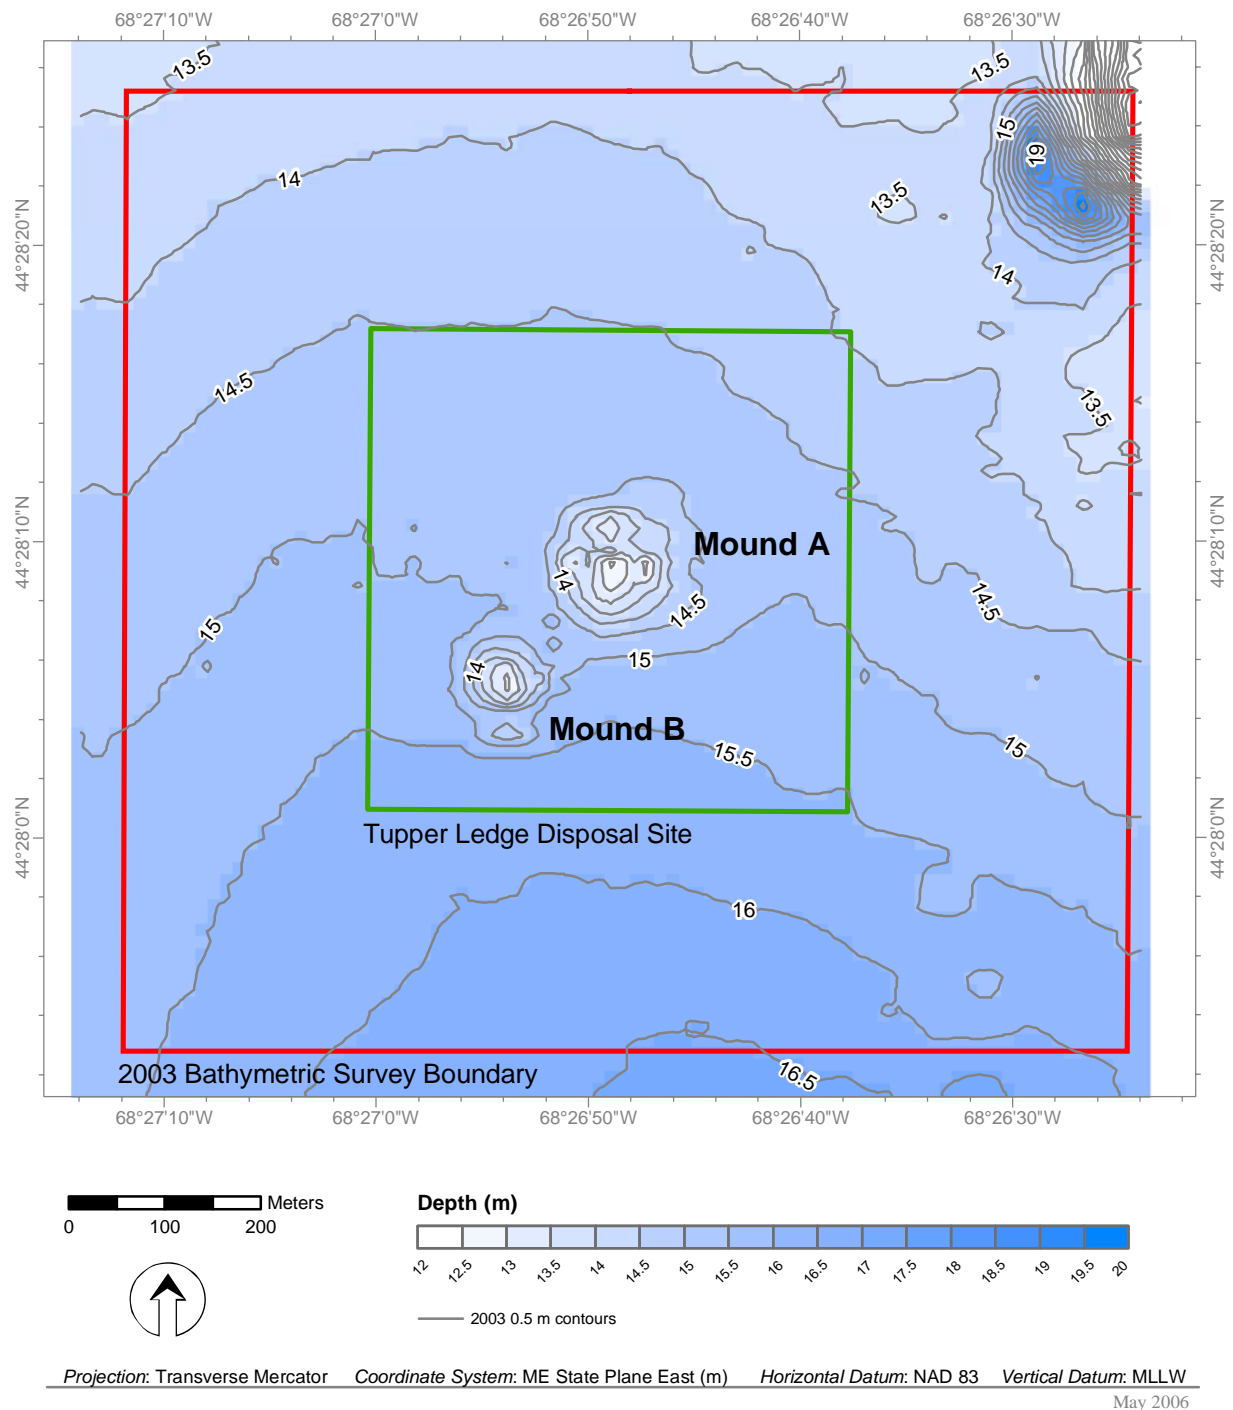 68°27'10"W 68°27'0"W 68°26'50"W 68°26'40"W 68°26'30"W
13.5 13.5
15
19
14
13.5
44°28'20"N 44°28'20"N
14
14.5
13.5
44°28'10"N 44°28'10"N
Mound A
14
14.5
14.5
15
15
14
Mound B
15.5
15
Tupper Ledge Disposal Site
44°28'0"N 44°28'0"N
16
16.5
2003 Bathymetric Survey Boundary
68°27'10"W 68°27'0"W 68°26'50"W 68°26'40"W 68°26'30"W
Meters
0 100 200
Depth (m)
12 12.5 13 13.5 14 14.5 15 15.5 16 16.5 17 17.5 18 18.5 19 19.5 20
2003 0.5 m contours
Projection: Transverse Mercator Coordinate System: ME State Plane East (m) Horizontal Datum: NAD 83 Vertical Datum: MLLW
May 2006